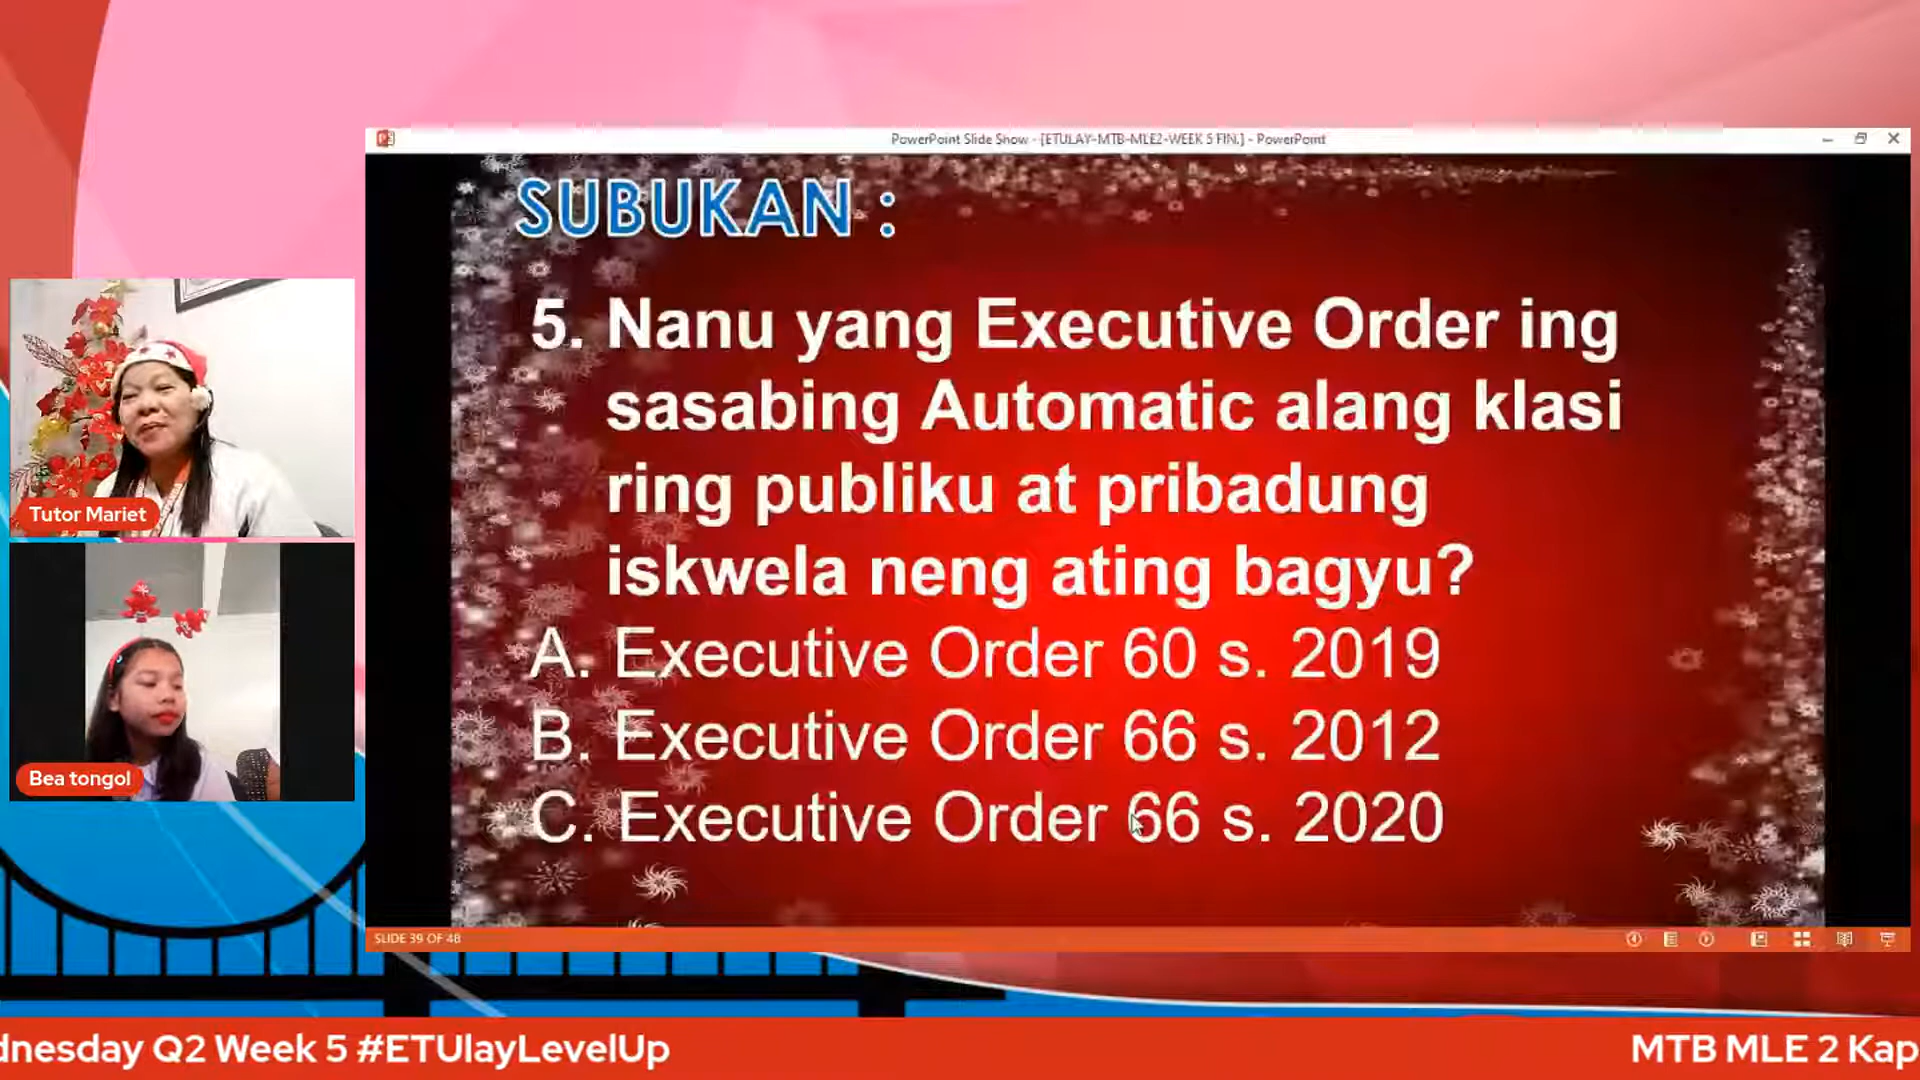 PowerPoint Slide Show - [ETULAY-MTB-MLE2-WEEK 5 FIN.] - PowerPoint
SUBUKAN :
5. Nanu yang Executive Order ing
sasabing Automatic alang klasi
ring publiku at pribadung
iskwela neng ating bagyu?
A. Executive Order 60 s. 2019
B. Executive Order 66 s. 2012
C. Executive Order 66 s. 2020
Tutor Mariet
Bea tongol
SLIDE 39 OF 48
dnesday Q2 Week 5 #ETUlayLevelUp
MTB MLE 2 Kap